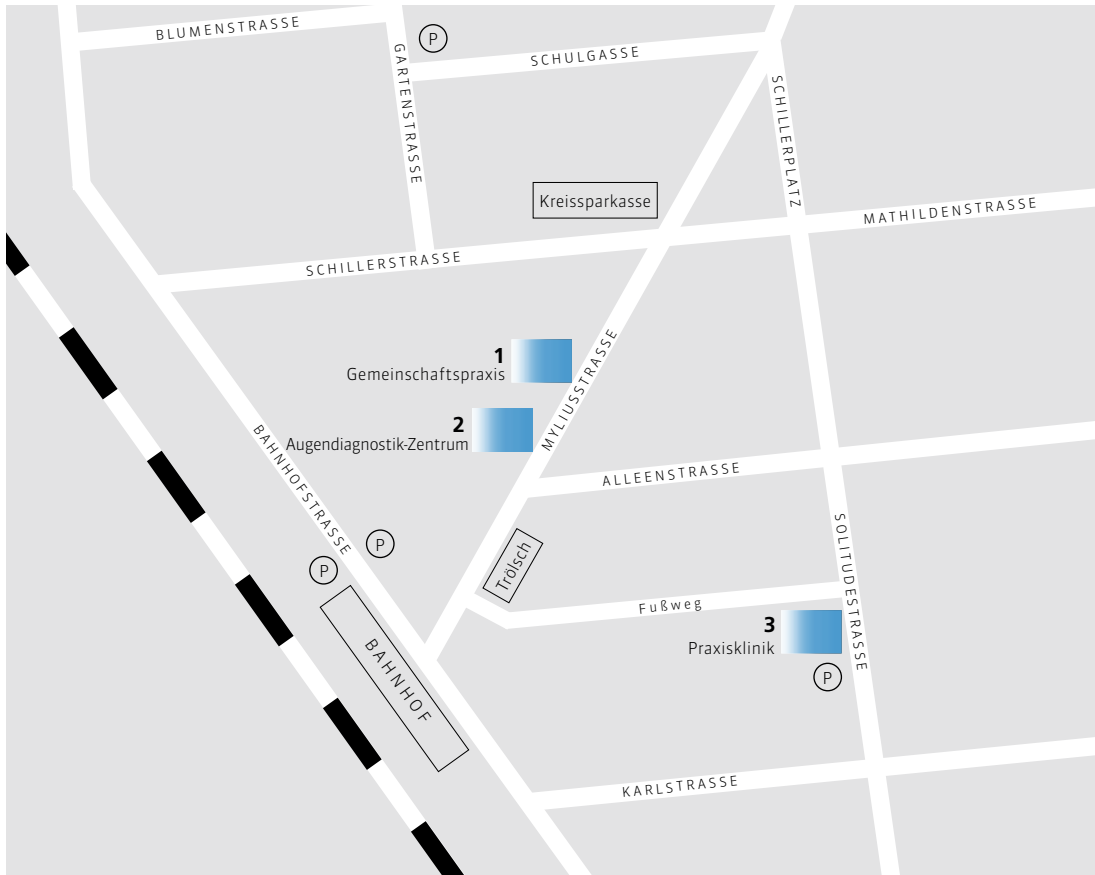 BLUMENSTRASSE
P
GARTENSTRASSE
SCHULGASSE
SCHILLERPLATZ
Kreissparkasse
MATHILDENSTRASSE
SCHILLERSTRASSE
1
Gemeinschaftspraxis
MYLIUSSTRASSE
2
Augendiagnostik-Zentrum
BAHNHOFSTRASSE
ALLEENSTRASSE
P
P
Trölsch
SOLITUDESTRASSE
Fußweg
3
Praxisklinik
P
BAHNHOF
KARLSTRASSE